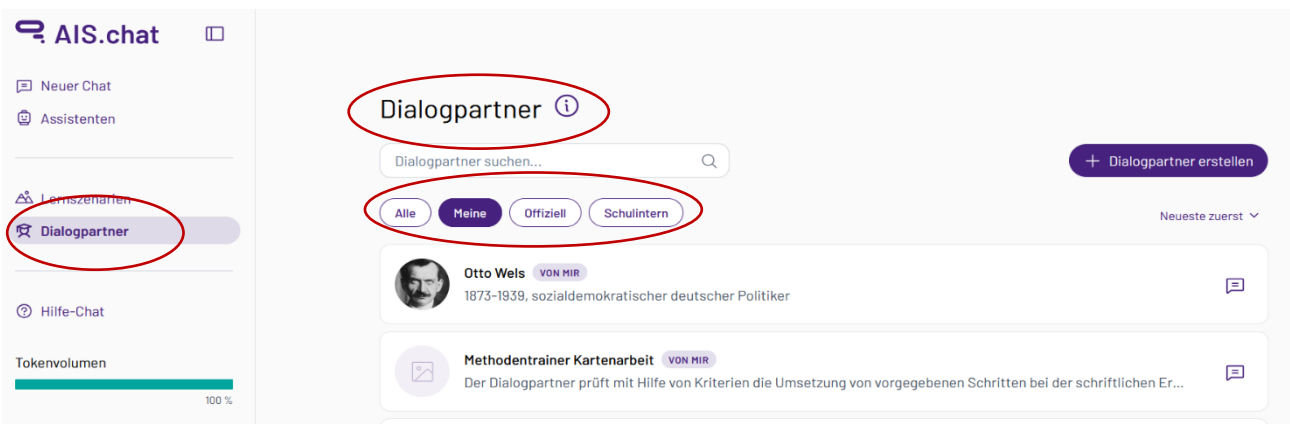 AIS.chat
Neuer Chat
Assistenten
Lernszenarien
Dialogpartner
Hilfe-Chat
Tokenvolumen
100 %
Dialogpartner
Dialogpartner suchen...
+ Dialogpartner erstellen
Alle Meine Offiziell Schulintern
Neueste zuerst
Otto Wels VON MIR
1873-1939, sozialdemokratischer deutscher Politiker
Methodentrainer Kartenarbeit VON MIR
Der Dialogpartner prüft mit Hilfe von Kriterien die Umsetzung von vorgegebenen Schritten bei der schriftlichen Er...